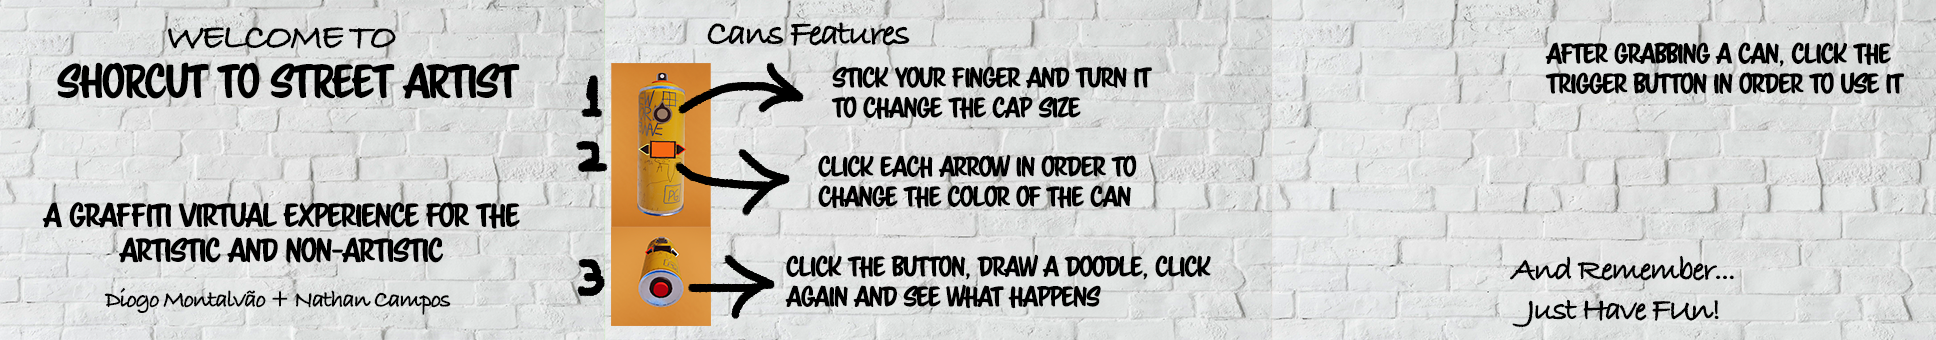 WELCOME TO
SHORCUT TO STREET ARTIST
A GRAFFITI VIRTUAL EXPERIENCE FOR THE
ARTISTIC AND NON-ARTISTIC
Diogo Montalvão + Nathan Campos
Cans Features
1
STICK YOUR FINGER AND TURN IT
TO CHANGE THE CAP SIZE
2
CLICK EACH ARROW IN ORDER TO
CHANGE THE COLOR OF THE CAN
3
CLICK THE BUTTON, DRAW A DOODLE, CLICK
AGAIN AND SEE WHAT HAPPENS
AFTER GRABBING A CAN, CLICK THE
TRIGGER BUTTON IN ORDER TO USE IT
And Remember...
Just Have Fun!